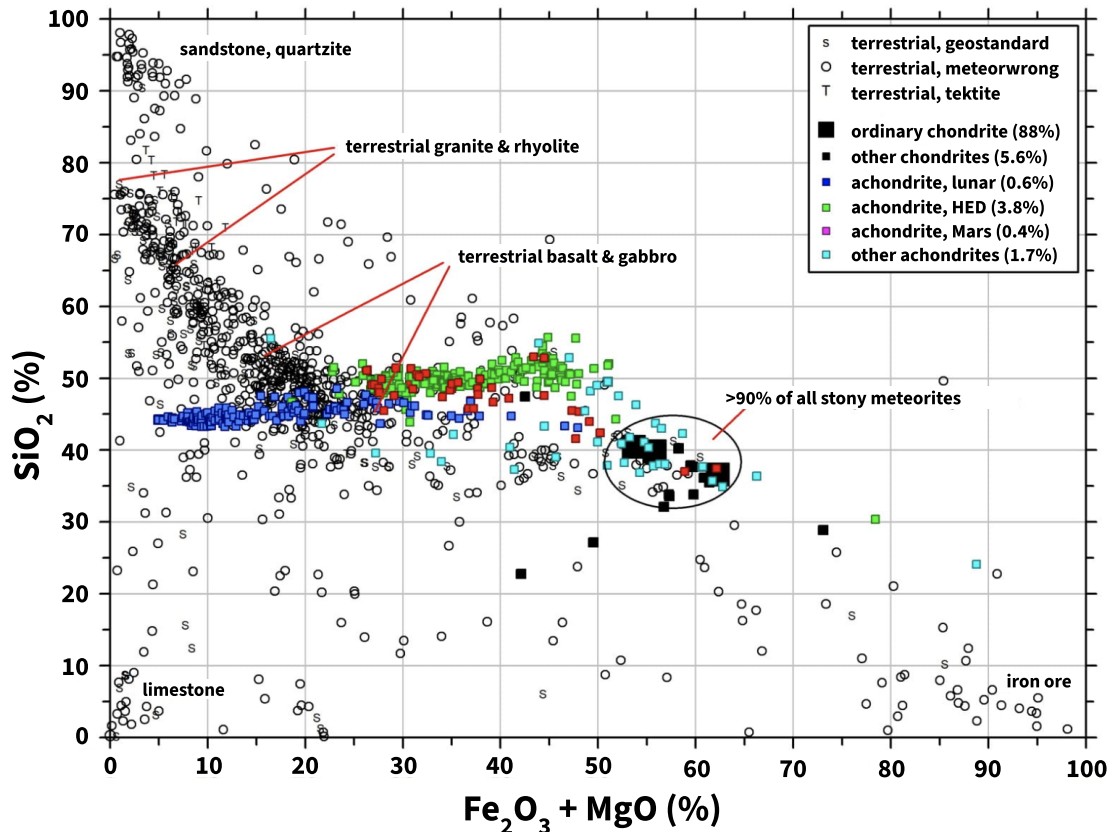 100
90
80
70
60
50
40
30
20
10
0
SiO2 (%)
sandstone, quartzite
terrestrial granite & rhyolite
terrestrial basalt & gabbro
>90% of all stony meteorites
limestone
iron ore
s terrestrial, geostandard
terrestrial, meteorwrong
T terrestrial, tektite
ordinary chondrite (88%)
other chondrites (5.6%)
achondrite, lunar (0.6%)
achondrite, HED (3.8%)
achondrite, Mars (0.4%)
other achondrites (1.7%)
0 10 20 30 40 50 60 70 80 90 100
Fe2O3 + MgO (%)